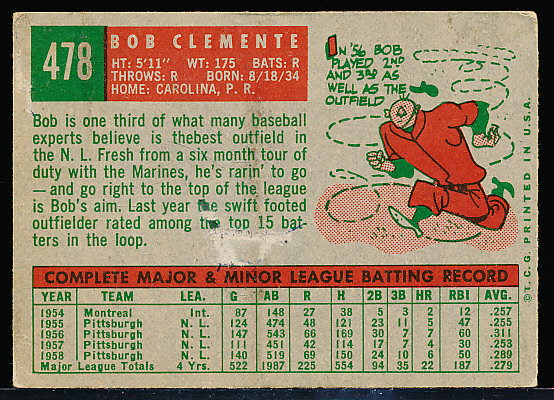 478
BOB CLEMENTE
HT: 5'11" WT: 175 BATS: R
THROWS: R BORN: 8/18/34
HOME: CAROLINA, P. R.
Bob is one third of what many baseball
experts believe is thebest outfield in
the N. L. Fresh from a six month tour of
duty with the Marines, he's rarin' to go
—and go right to the top of the league
is Bob's aim. Last year the swift footed
outfielder rated among the top 15 bat-
ters in the loop.
IN '56 BOB
PLAYED 2ND
AND 3RD AS
WELL AS THE
OUTFIELD
COMPLETE MAJOR & MINOR LEAGUE BATTING RECORD
YEAR TEAM LEA. G AB R H 2B 3B HR RBI AVG.
1954 Montreal Int. 87 148 27 38 5 3 2 12 .257
1955 Pittsburgh N. L. 124 474 48 121 23 11 5 47 .255
1956 Pittsburgh N. L. 147 543 66 169 30 7 7 60 .311
1957 Pittsburgh N. L. 111 451 42 114 17 7 4 30 .253
1958 Pittsburgh N. L. 140 519 69 150 24 10 6 50 .289
Major League Totals 4 Yrs. 522 1987 225 554 94 35 22 187 .279
© T. C. G. PRINTED IN U. S. A.